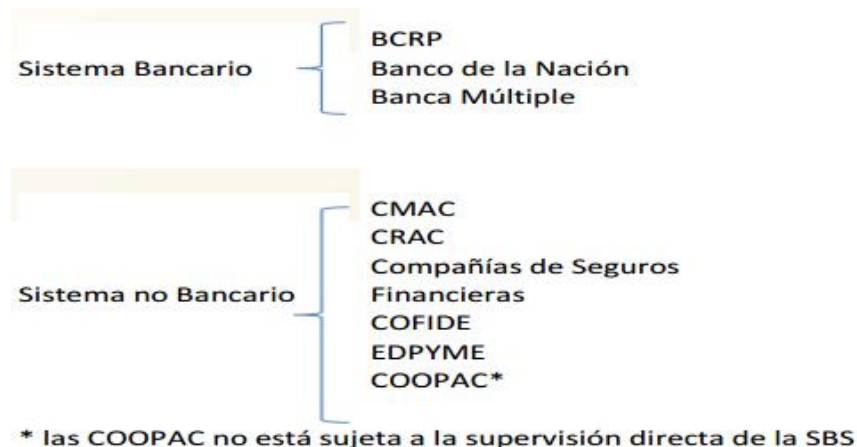 BCRP
Sistema Bancario
Banco de la Nación
Banca Múltiple
CMAC
CRAC
Compañías de Seguros
Sistema no Bancario
Financieras
COFIDE
EDPYME
COOPAC*
* las COOPAC no está sujeta a la supervisión directa de la SBS